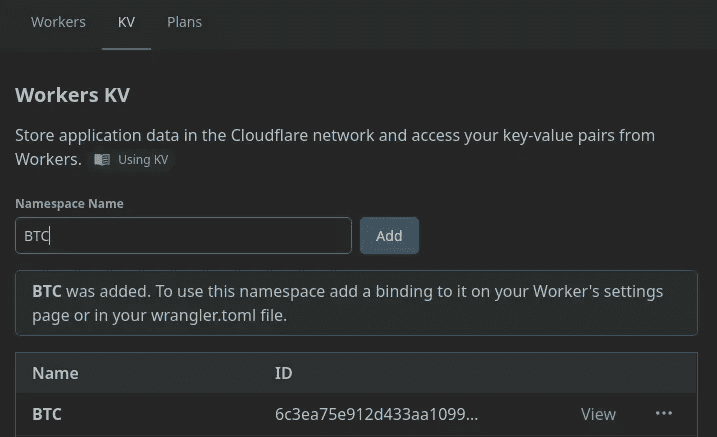 Workers KV Plans
Workers KV
Store application data in the Cloudflare network and access your key-value pairs from
Workers. Using KV
Namespace Name
BTC Add
BTC was added. To use this namespace add a binding to it on your Worker's settings
page or in your wrangler.toml file.
Name ID
BTC 6c3ea75e912d433aa1099... View ...